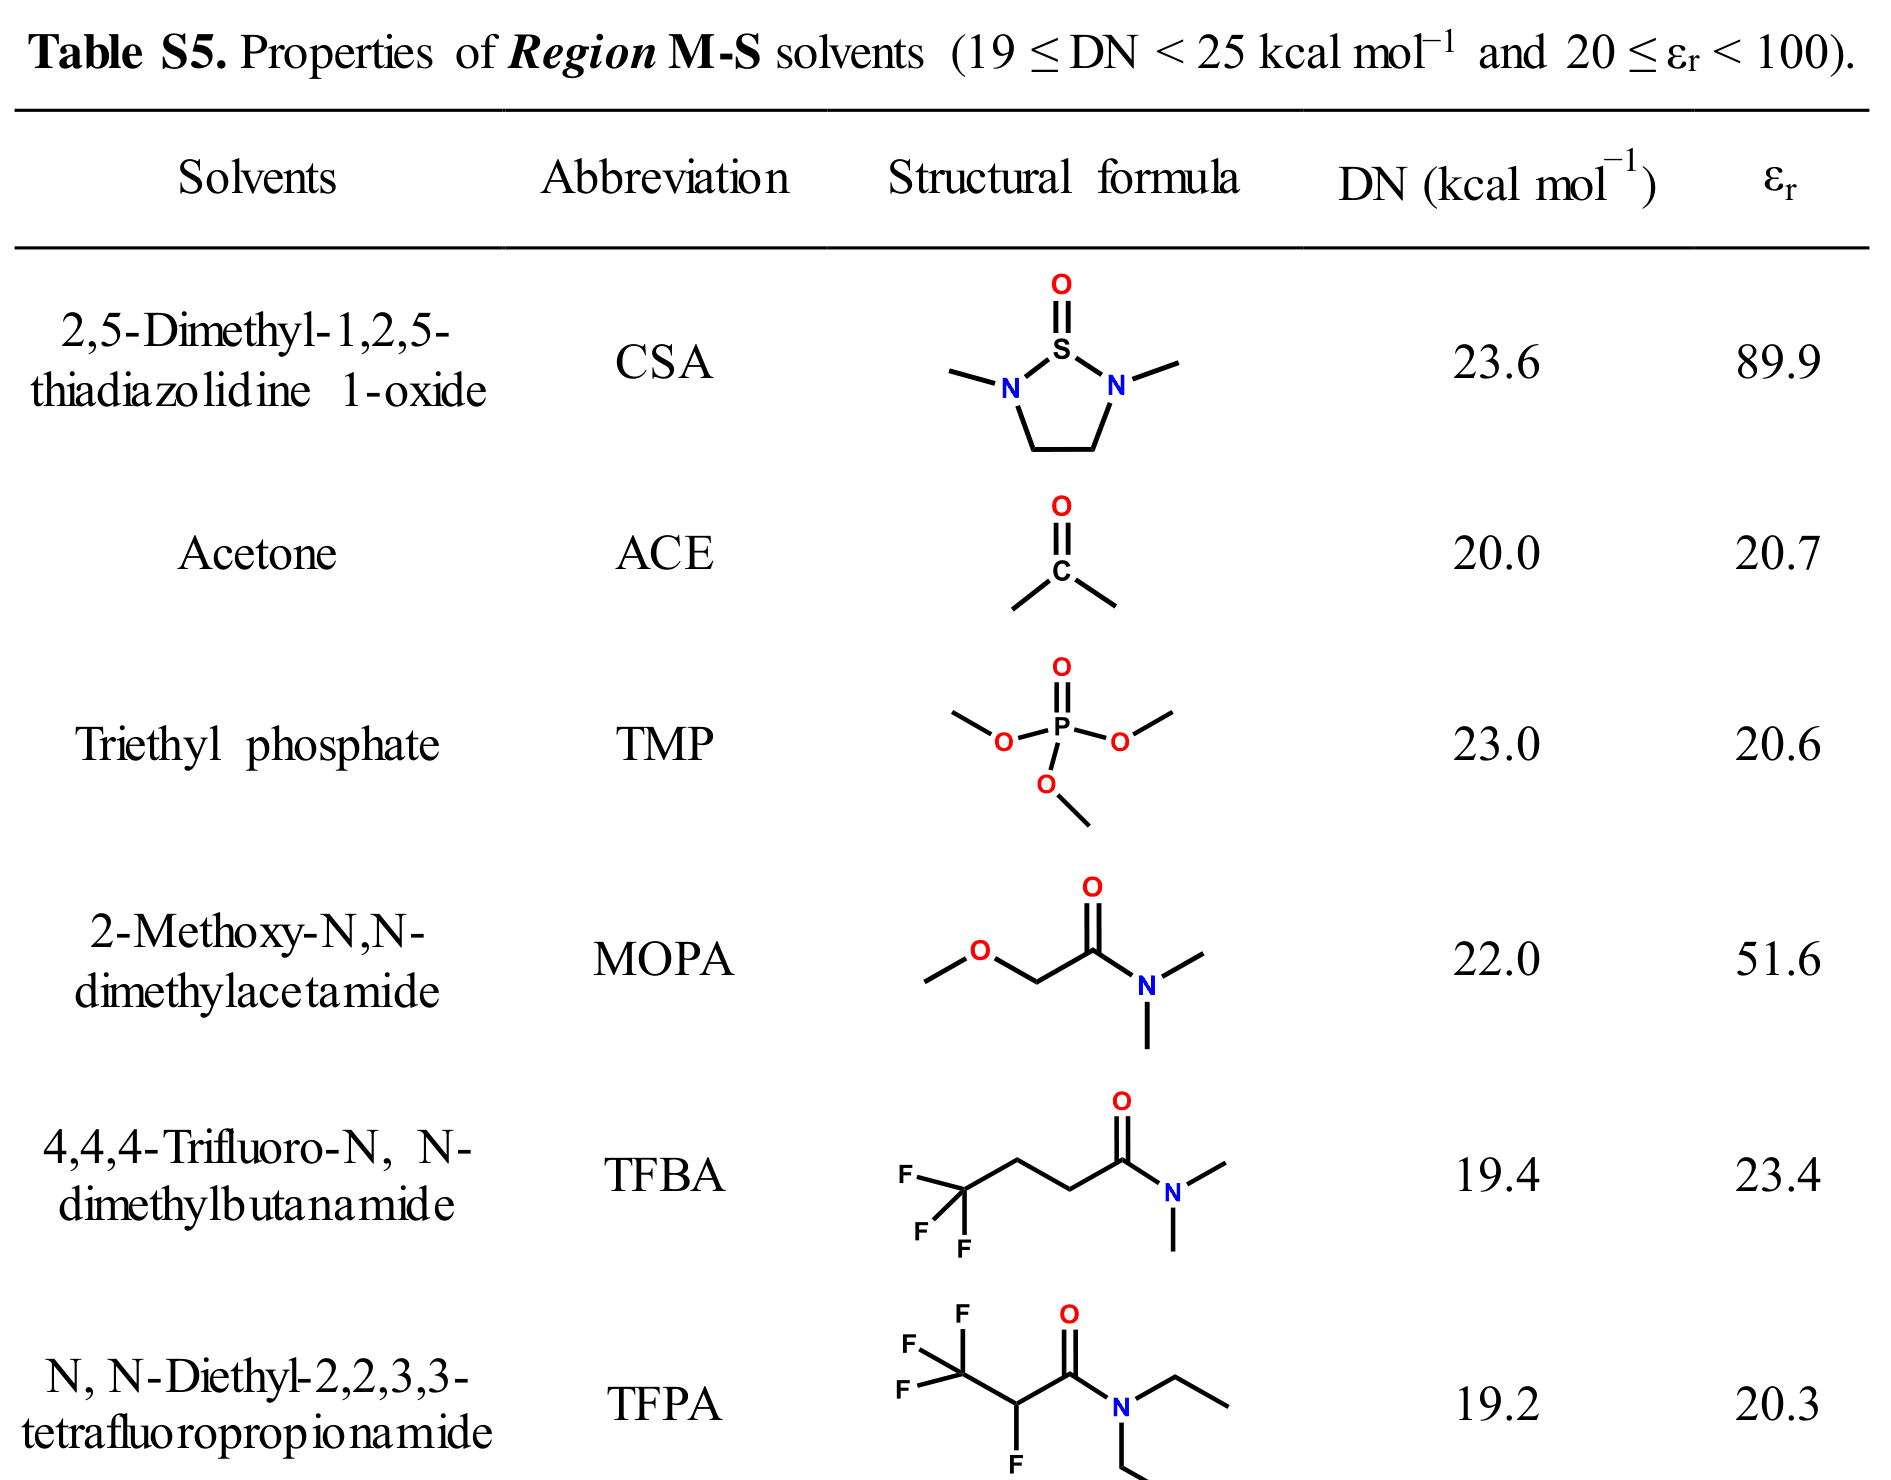 Table S5. Properties of Region M-S solvents (19 ≤ DN < 25 kcal mol⁻¹ and 20 ≤ εᵣ < 100).
Solvents Abbreviation Structural formula DN (kcal mol⁻¹) εᵣ
2,5-Dimethyl-1,2,5-
thiadiazolidine 1-oxide
CSA
O
S
N N
23.6 89.9
Acetone ACE
O
C
20.0 20.7
Triethyl phosphate TMP
O
P
O O
O
23.0 20.6
2-Methoxy-N,N-
dimethylacetamide
MOPA
O
O
N
22.0 51.6
4,4,4-Trifluoro-N, N-
dimethylbutanamide
TFBA
O
F
N
F
F
19.4 23.4
N, N-Diethyl-2,2,3,3-
tetrafluoropropionamide
TFPA
F O
F
F
N
F
19.2 20.3